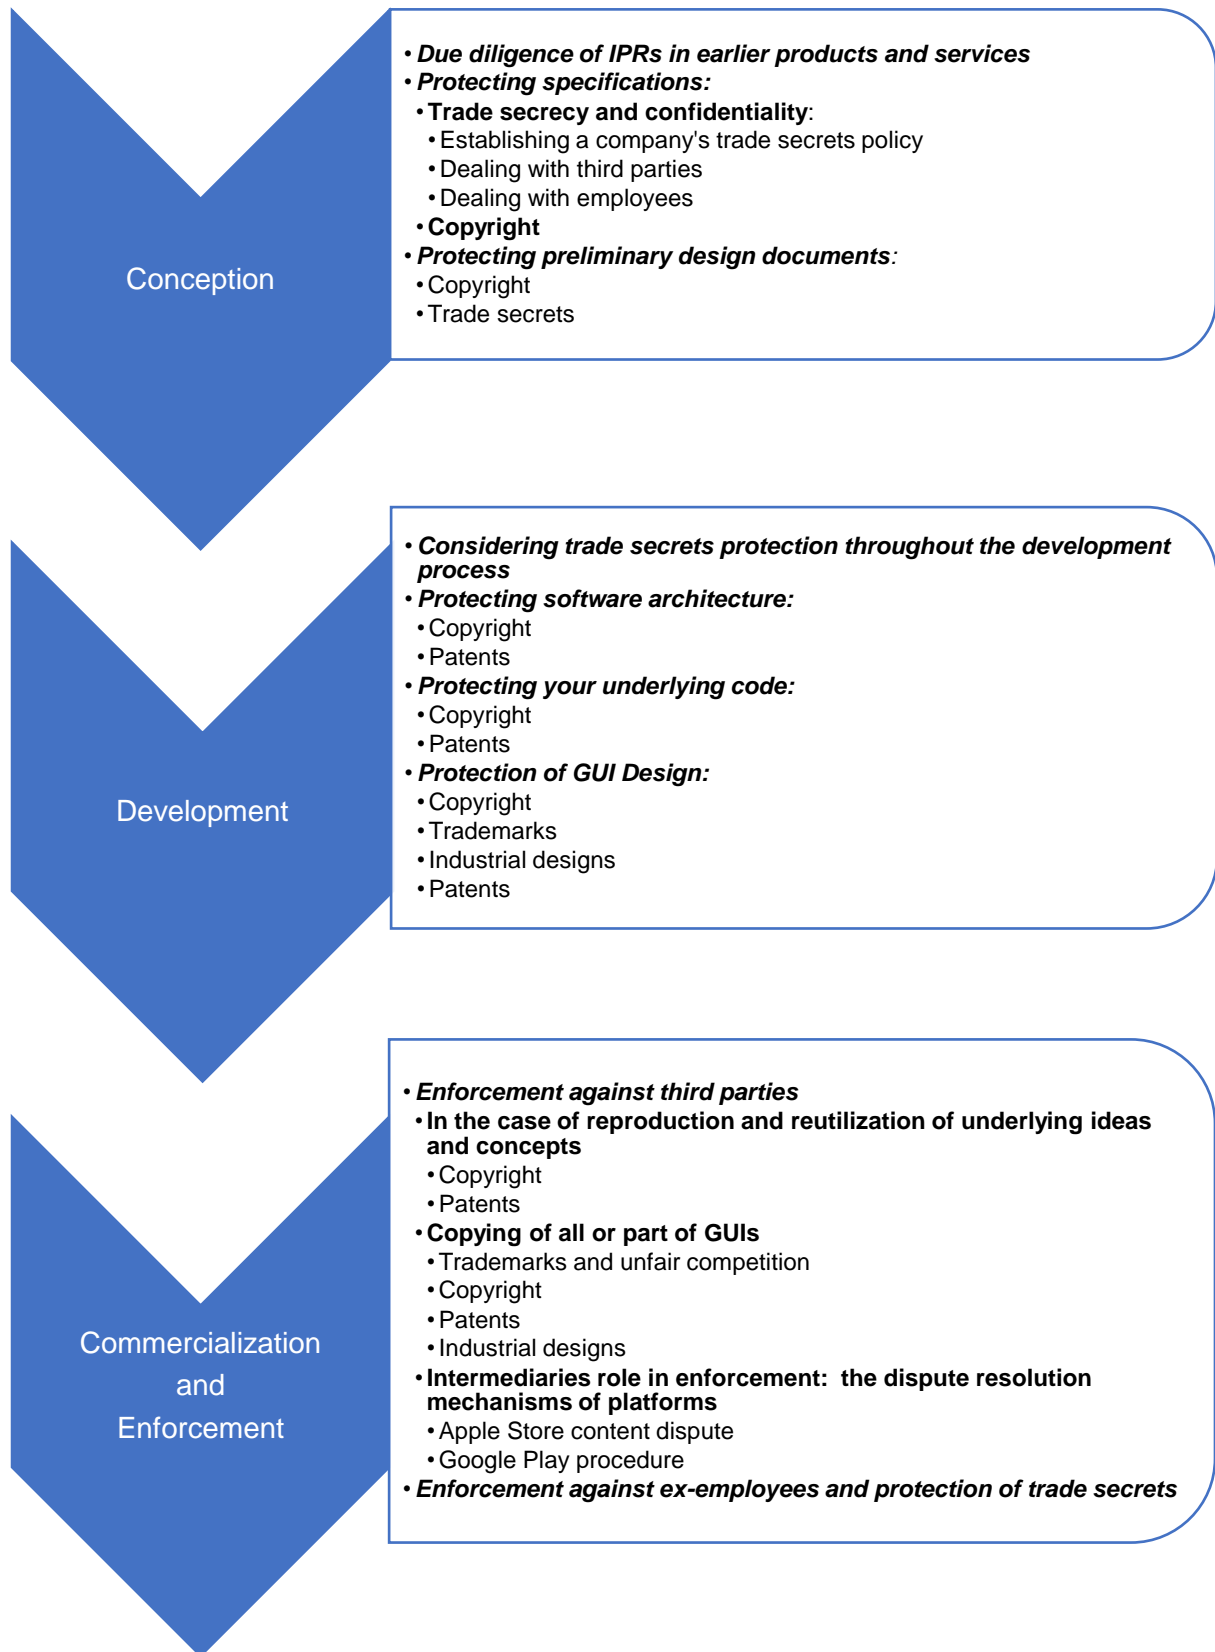 Conception
• Due diligence of IPRs in earlier products and services
• Protecting specifications:
• Trade secrecy and confidentiality:
• Establishing a company's trade secrets policy
• Dealing with third parties
• Dealing with employees
• Copyright
• Protecting preliminary design documents:
• Copyright
• Trade secrets
Development
• Considering trade secrets protection throughout the development
process
• Protecting software architecture:
• Copyright
• Patents
• Protecting your underlying code:
• Copyright
• Patents
• Protection of GUI Design:
• Copyright
• Trademarks
• Industrial designs
• Patents
Commercialization
and
Enforcement
• Enforcement against third parties
• In the case of reproduction and reutilization of underlying ideas
and concepts
• Copyright
• Patents
• Copying of all or part of GUIs
• Trademarks and unfair competition
• Copyright
• Patents
• Industrial designs
• Intermediaries role in enforcement:  the dispute resolution
mechanisms of platforms
• Apple Store content dispute
• Google Play procedure
• Enforcement against ex-employees and protection of trade secrets